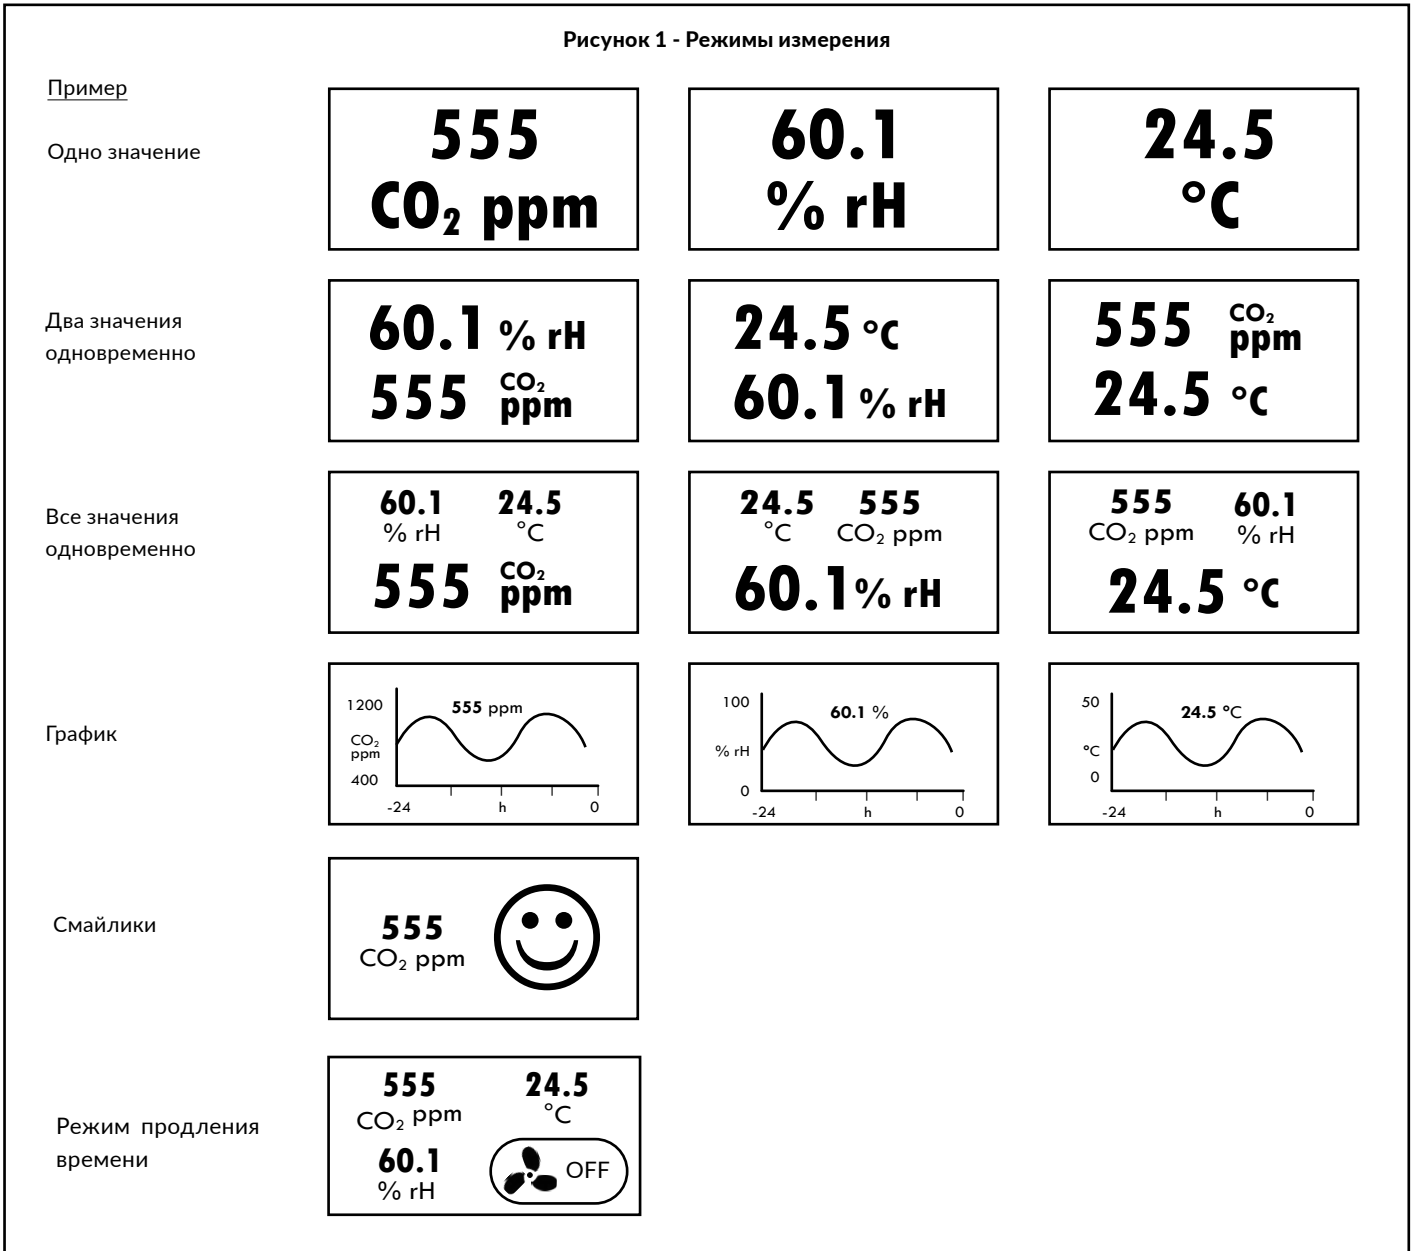 Рисунок 1 - Режимы измерения
Пример
Одно значение
555
CO₂ ppm
60.1
% rH
24.5
°C
Два значения
одновременно
60.1 % rH
555 CO₂ ppm
24.5 °C
60.1 % rH
555 CO₂ ppm
24.5 °C
Все значения
одновременно
60.1 24.5
% rH °C
555 CO₂ ppm
24.5 555
°C CO₂ ppm
60.1 % rH
555 60.1
CO₂ ppm % rH
24.5 °C
График
1200
555 ppm
CO₂
ppm
400
-24 h 0
100
60.1 %
% rH
0
-24 h 0
50
24.5 °C
°C
0
-24 h 0
Смайлики
555
CO₂ ppm
Режим продления
времени
555 24.5
CO₂ ppm °C
60.1
% rH
OFF